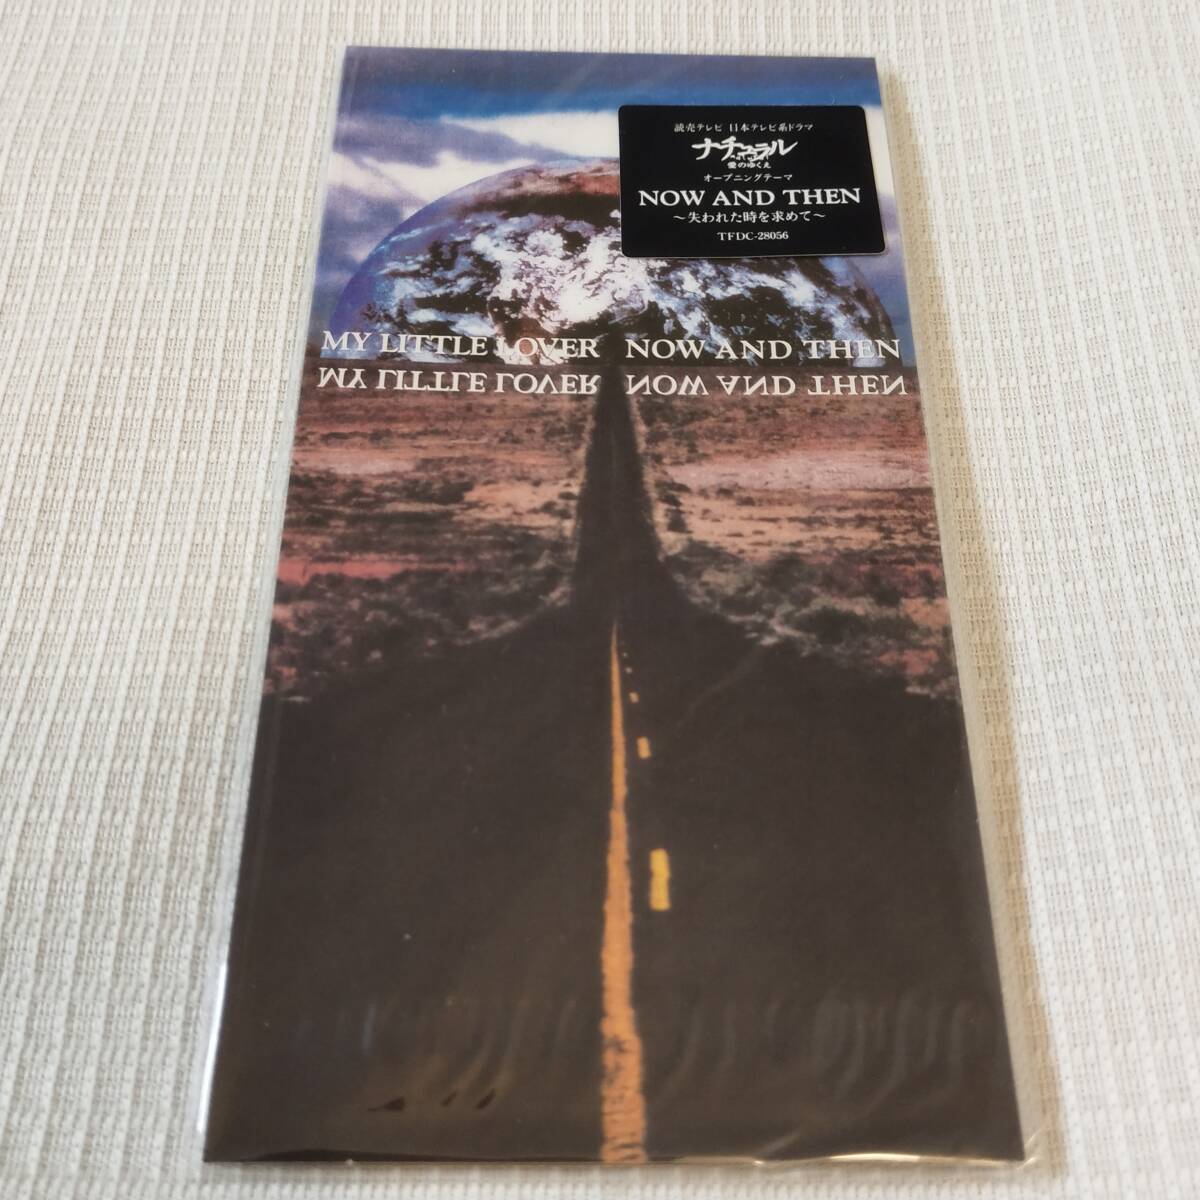 読売テレビ 日本テレビ系ドラマ
ナチュラル
愛のゆくえ
オープニングテーマ
NOW AND THEN
～失われた時を求めて～
TFDC-28056
MY LITTLE LOVER NOW AND THEN
MY LITTLE LOVER NOW AND THEN